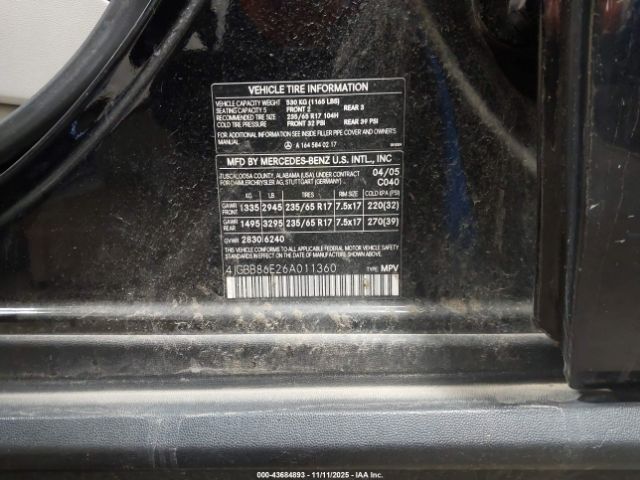 VEHICLE TIRE INFORMATION
VEHICLE CAPACITY WEIGHT 530 KG (1165 LBS)
SEATING CAPACITY 5 FRONT 2 REAR 3
RECOMMENDED TIRE SIZE 235/65 R17 104H
COLD TIRE PRESSURE FRONT 32 PSI REAR 39 PSI
FOR ADDITIONAL INFORMATION SEE INSIDE FILLER PIPE COVER AND OWNERS
MANUAL
A 164 584 02 17
MFD BY MERCEDES-BENZ U.S. INTL., INC
TUSCALOOSA COUNTY, ALABAMA (USA), UNDER CONTRACT 04/05
FOR DAIMLERCHRYSLER AG, STUTTGART (GERMANY) C040
KG LB TIRES RIM SIZE COLD KPA (PSI)
GAWR FRONT 1335 2945 235/65 R17 7.5x17 220(32)
GAWR REAR 1495 3295 235/65 R17 7.5x17 270(39)
GVWR 2830 6240
THIS VEHICLE CONFORMS TO ALL APPLICABLE FEDERAL MOTOR VEHICLE
SAFETY STANDARDS IN EFFECT ON THE DATE OF MANUFACTURE SHOWN ABOVE
4JGBB86E26A011360 TYPE MPV
000-43684893 - 11/11/2025 - IAA Corp.